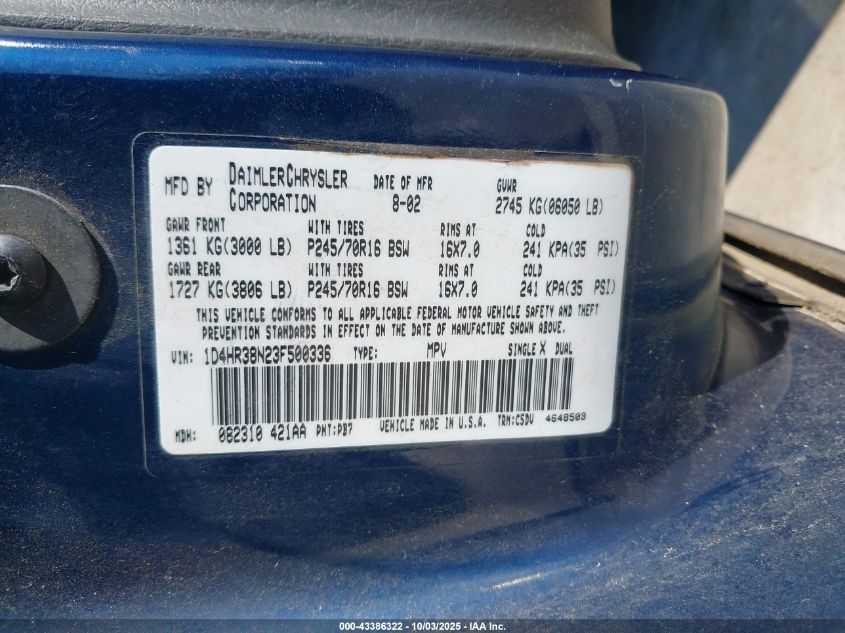 MFD BY DAIMLERCHRYSLER CORPORATION DATE OF MFR 8-02 GVWR 2745 KG(06050 LB)
GAWR FRONT WITH TIRES RIMS AT COLD
1361 KG(3000 LB) P245/70R16 BSW 16X7.0 241 KPA(35 PSI)
GAWR REAR WITH TIRES RIMS AT COLD
1727 KG(3806 LB) P245/70R16 BSW 16X7.0 241 KPA(35 PSI)
THIS VEHICLE CONFORMS TO ALL APPLICABLE FEDERAL MOTOR VEHICLE SAFETY AND THEFT
PREVENTION STANDARDS IN EFFECT ON THE DATE OF MANUFACTURE SHOWN ABOVE.
VIN: 1D4HR38N23F500336 TYPE: MPV SINGLE X DUAL
MDH: 082310 421AA PNT:PB7 VEHICLE MADE IN U.S.A. TRM:C5DV 4648503
000-43386322 - 10/03/2025 - IAA Inc.